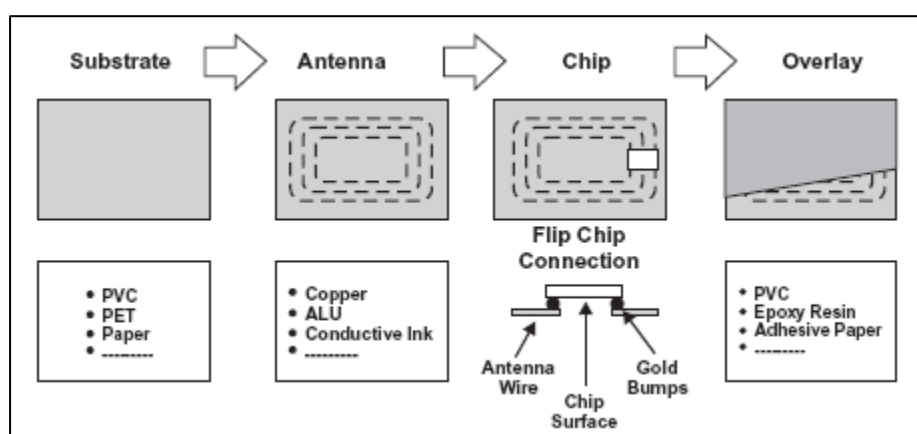 Substrate
Antenna
Chip
Overlay
Flip Chip
Connection
• PVC
• PET
• Paper
• ---------
• Copper
• ALU
• Conductive Ink
• ---------
Antenna
Wire
Chip
Surface
Gold
Bumps
• PVC
• Epoxy Resin
• Adhesive Paper
• ---------